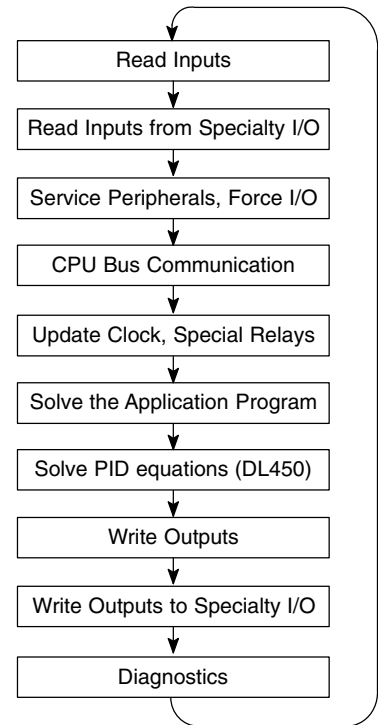 Read Inputs
Read Inputs from Specialty I/O
Service Peripherals, Force I/O
CPU Bus Communication
Update Clock, Special Relays
Solve the Application Program
Solve PID equations (DL450)
Write Outputs
Write Outputs to Specialty I/O
Diagnostics